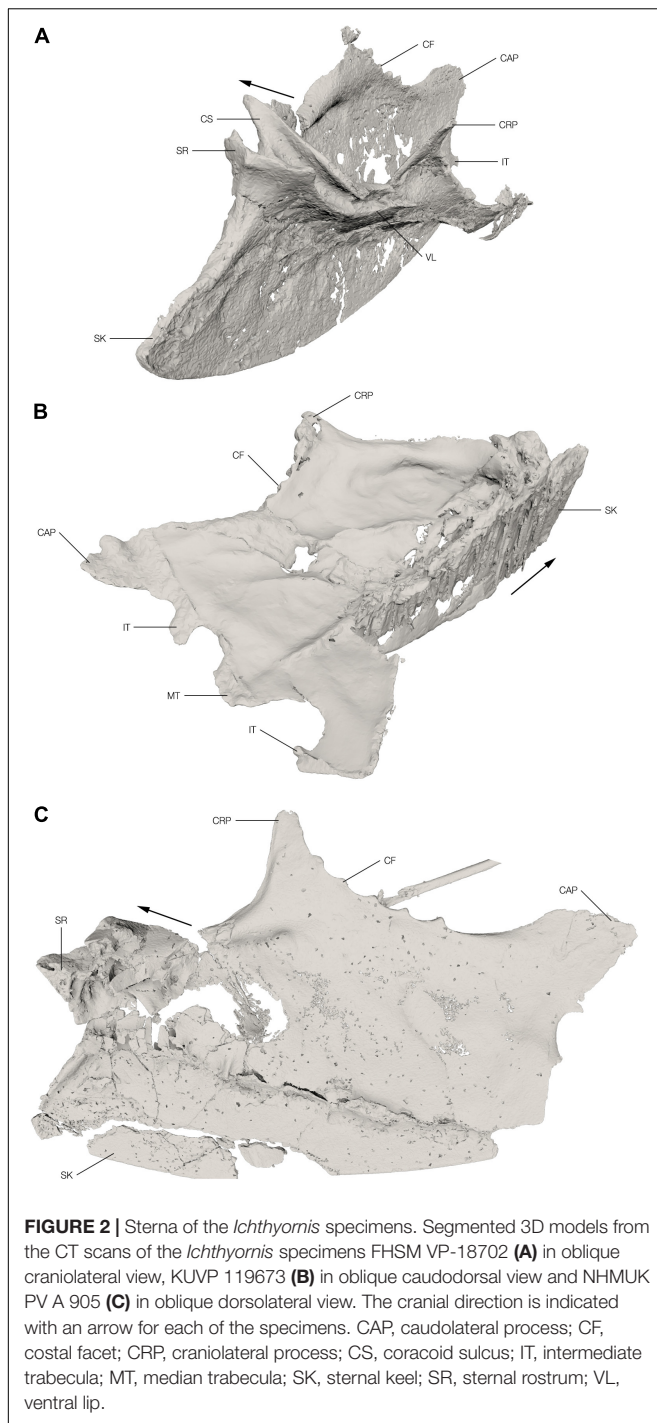 A
CF
CAP
CS
CRP
SR
IT
VL
SK
B
CRP
CF
SK
CAP
IT
MT
IT
C
CRP
CF
CAP
SR
SK
FIGURE 2 | Sterna of the Ichthyornis specimens. Segmented 3D models from
the CT scans of the Ichthyornis specimens FHSM VP-18702 (A) in oblique
craniolateral view, KUVP 119673 (B) in oblique caudodorsal view and NHMUK
PV A 905 (C) in oblique dorsolateral view. The cranial direction is indicated
with an arrow for each of the specimens. CAP, caudolateral process; CF,
costal facet; CRP, craniolateral process; CS, coracoid sulcus; IT, intermediate
trabecula; MT, median trabecula; SK, sternal keel; SR, sternal rostrum; VL,
ventral lip.